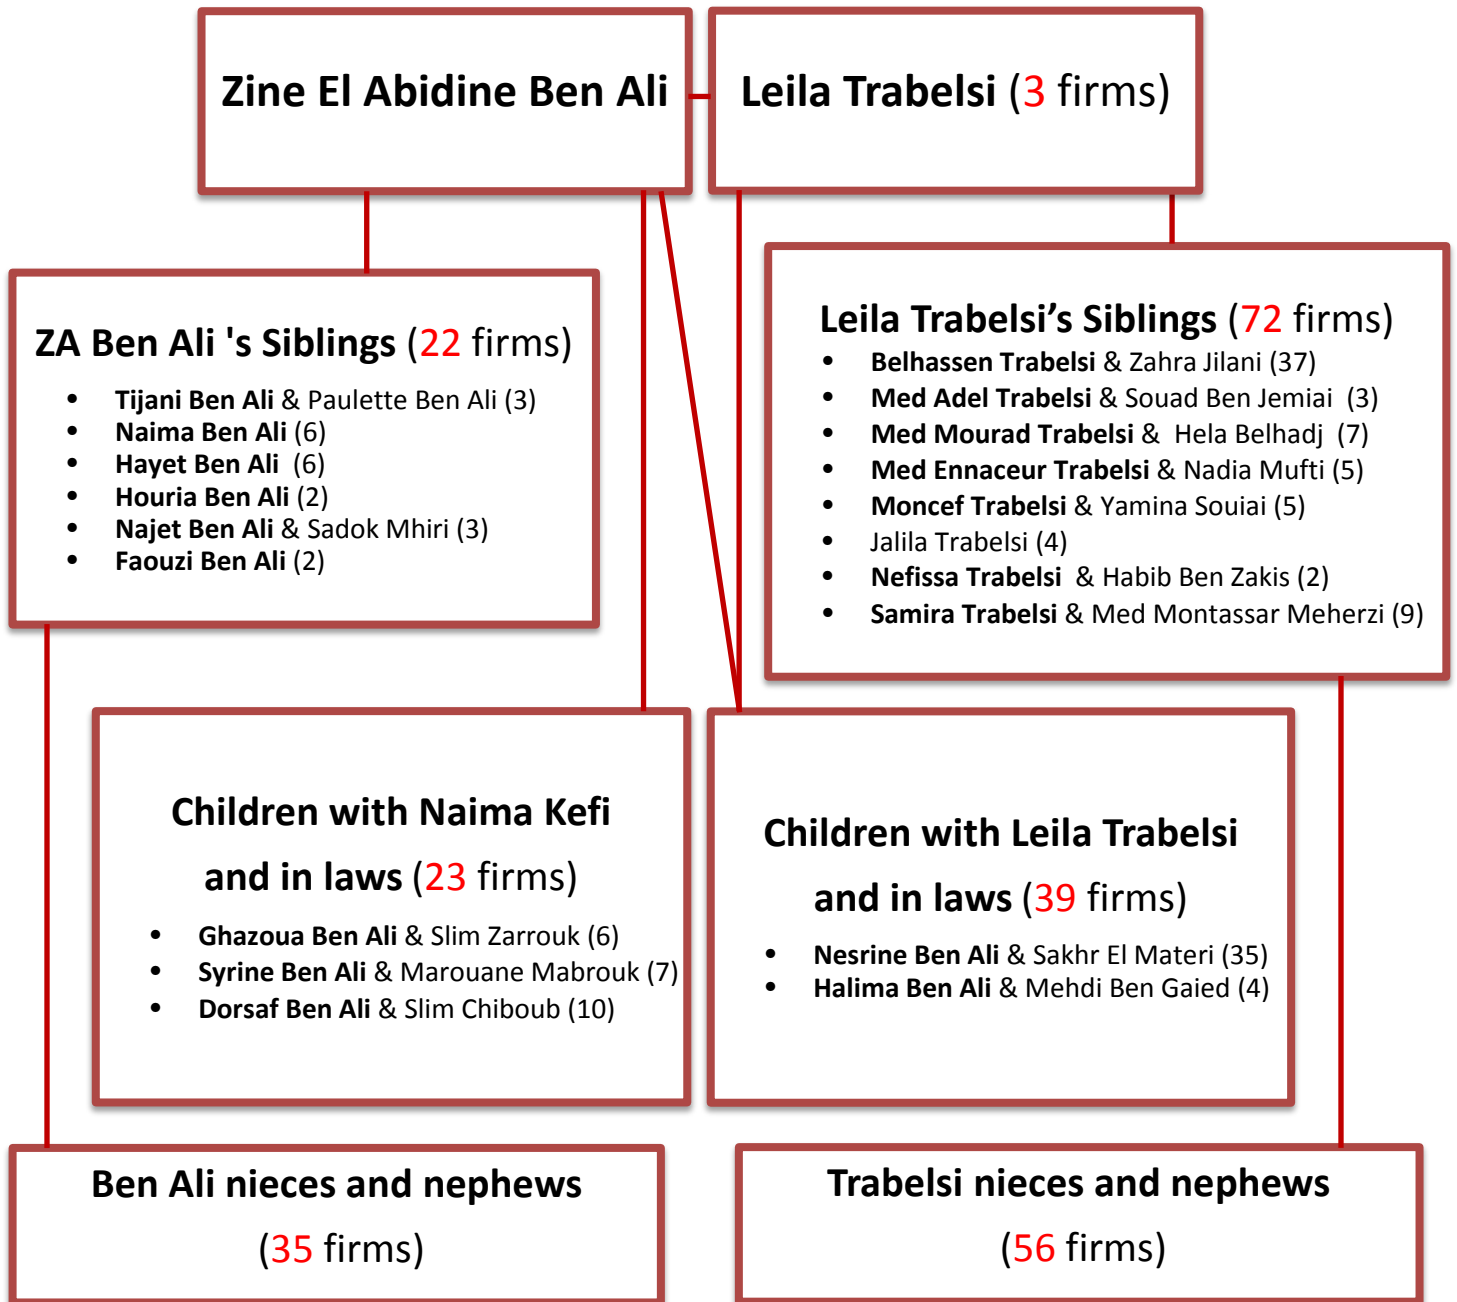 Zine El Abidine Ben Ali
Leila Trabelsi (3 firms)
ZA Ben Ali 's Siblings (22 firms)
• Tijani Ben Ali & Paulette Ben Ali (3)
• Naima Ben Ali (6)
• Hayet Ben Ali (6)
• Houria Ben Ali (2)
• Najet Ben Ali & Sadok Mhiri (3)
• Faouzi Ben Ali (2)
Leila Trabelsi’s Siblings (72 firms)
• Belhassen Trabelsi & Zahra Jilani (37)
• Med Adel Trabelsi & Souad Ben Jemiai (3)
• Med Mourad Trabelsi & Hela Belhadj (7)
• Med Ennaceur Trabelsi & Nadia Mufti (5)
• Moncef Trabelsi & Yamina Souiai (5)
• Jalila Trabelsi (4)
• Nefissa Trabelsi & Habib Ben Zakis (2)
• Samira Trabelsi & Med Montassar Meherzi (9)
Children with Naima Kefi
and in laws (23 firms)
• Ghazoua Ben Ali & Slim Zarrouk (6)
• Syrine Ben Ali & Marouane Mabrouk (7)
• Dorsaf Ben Ali & Slim Chiboub (10)
Children with Leila Trabelsi
and in laws (39 firms)
• Nesrine Ben Ali & Sakhr El Materi (35)
• Halima Ben Ali & Mehdi Ben Gaied (4)
Ben Ali nieces and nephews
(35 firms)
Trabelsi nieces and nephews
(56 firms)